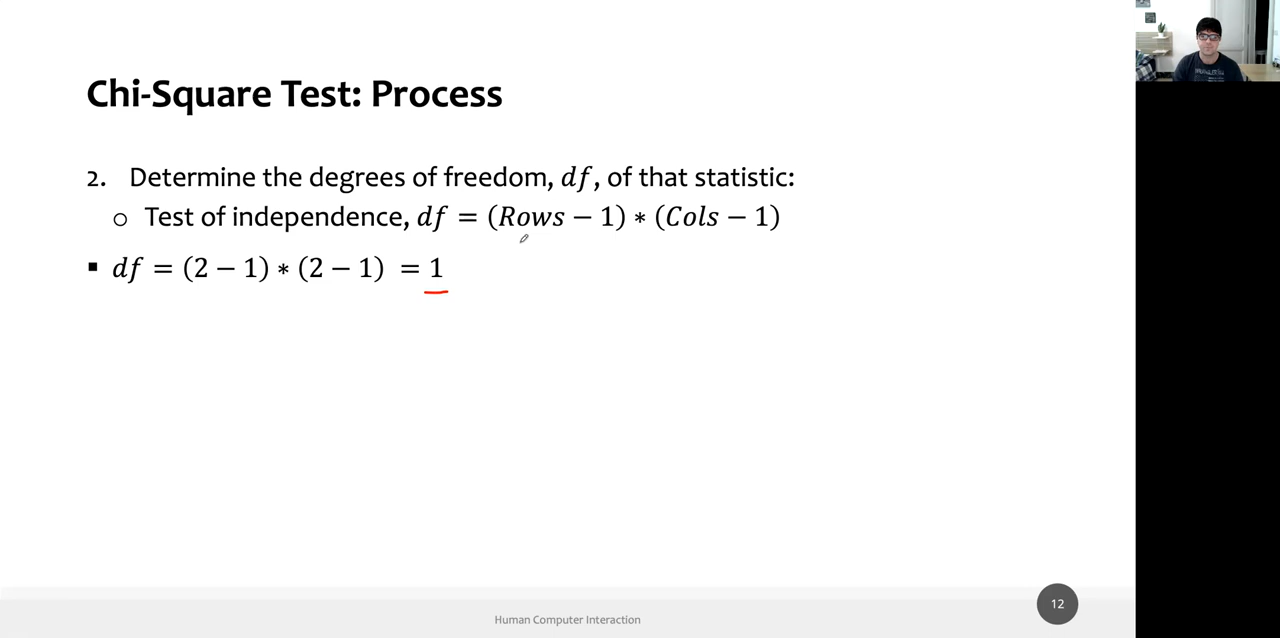 Chi-Square Test: Process
2. Determine the degrees of freedom, df, of that statistic:
o Test of independence, df = (Rows − 1) ∗ (Cols − 1)
▪ df = (2 − 1) ∗ (2 − 1) = 1
Human Computer Interaction
12